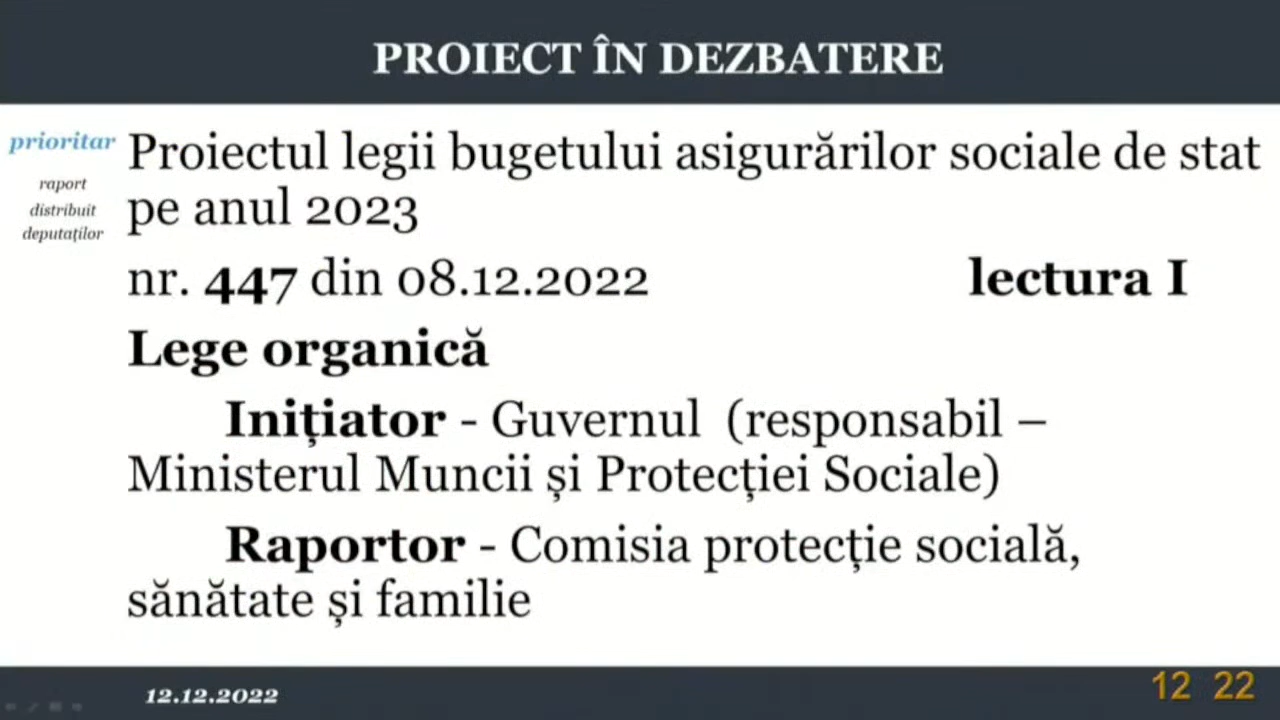 PROIECT ÎN DEZBATERE
prioritar
raport
distribuit
deputaților
Proiectul legii bugetului asigurărilor sociale de stat
pe anul 2023
nr. 447 din 08.12.2022 lectura I
Lege organică
Inițiator - Guvernul (responsabil –
Ministerul Muncii și Protecției Sociale)
Raportor - Comisia protecție socială,
sănătate și familie
12.12.2022
12 22